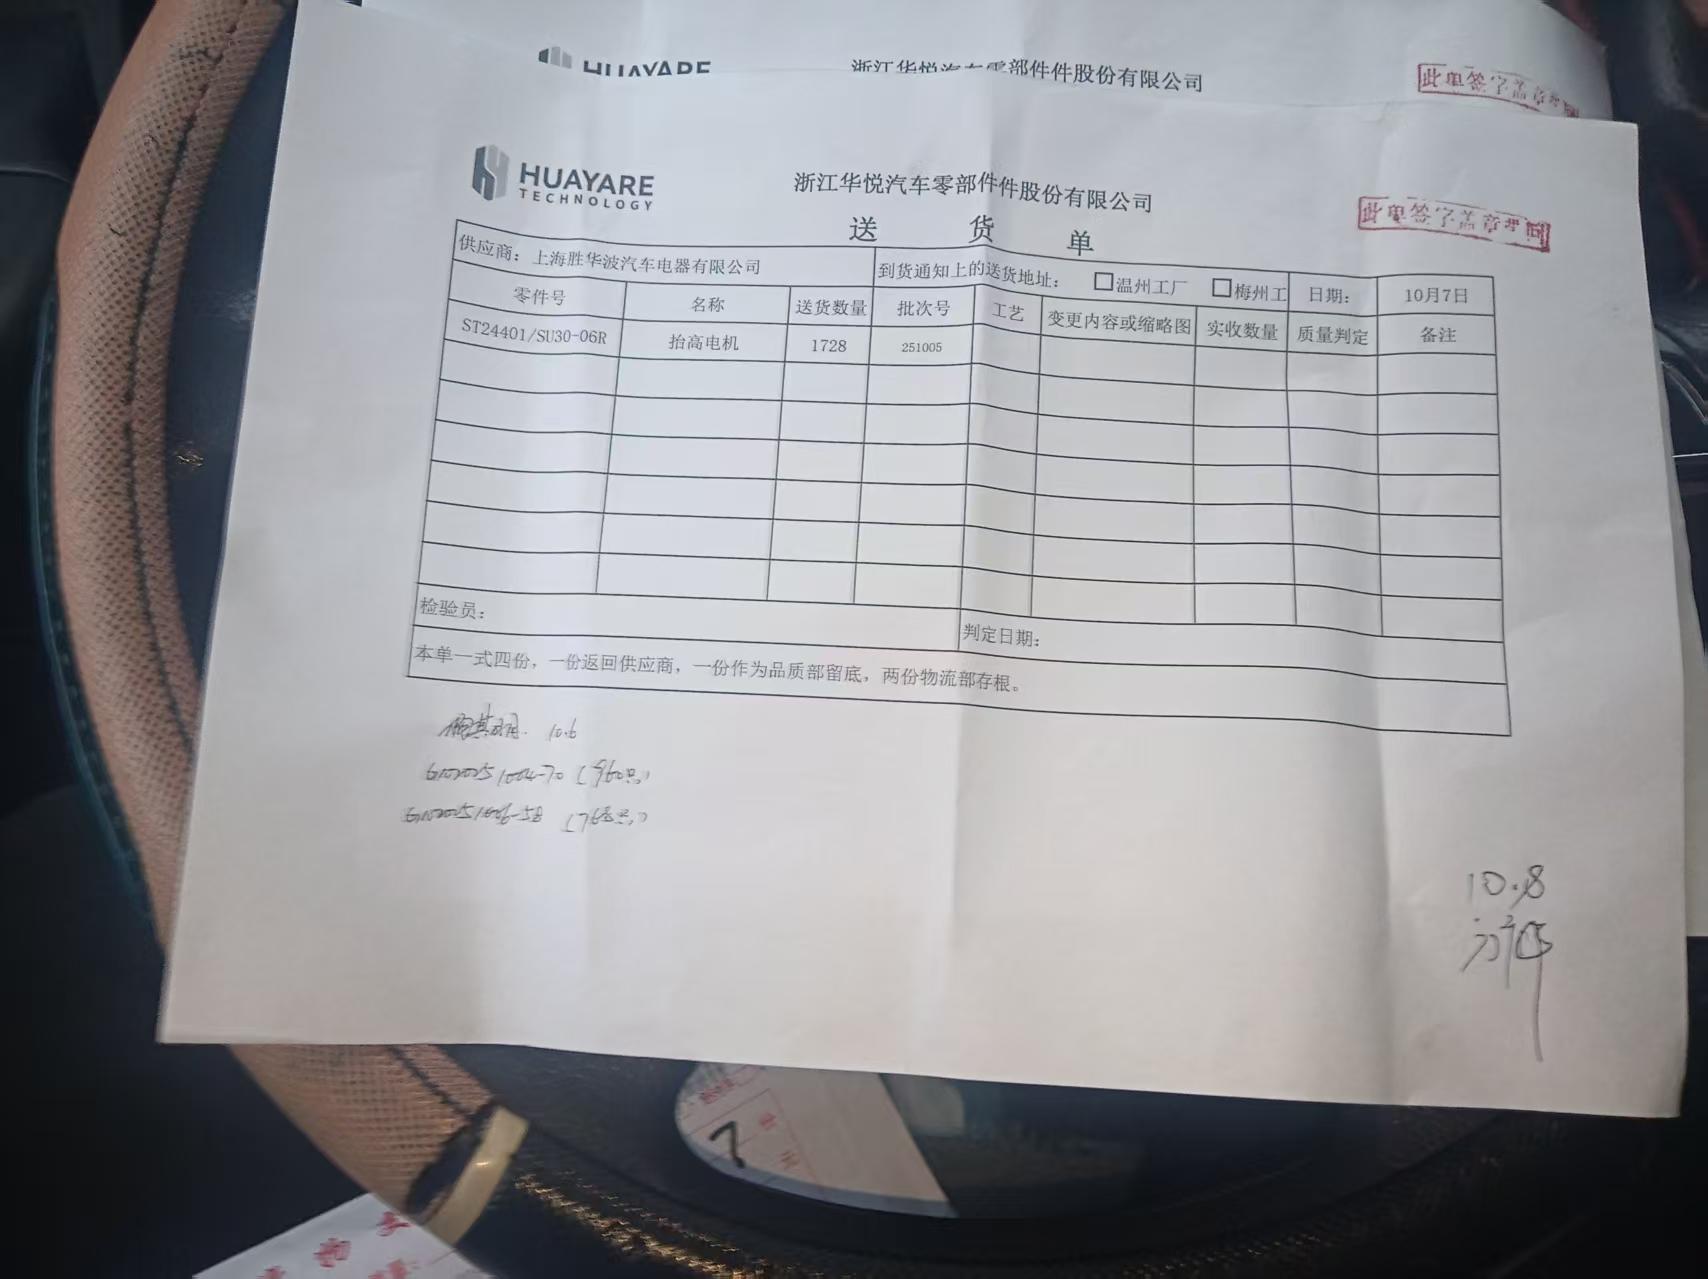 HUAYARE
浙江华悦汽车零部件件股份有限公司
此单签字盖章
HUAYARE
TECHNOLOGY
浙江华悦汽车零部件件股份有限公司
此单签字盖章带回
送 货 单
供应商：上海胜华波汽车电器有限公司 到货通知上的送货地址： □温州工厂 □梅州工 日期： 10月7日
零件号 名称 送货数量 批次号 工艺 变更内容或缩略图 实收数量 质量判定 备注
ST24401/SU30-06R 抬高电机 1728 251005
检验员： 判定日期：
本单一式四份，一份返回供应商，一份作为品质部留底，两份物流部存根。
10.6
(960只)
(768只)
10.8
7